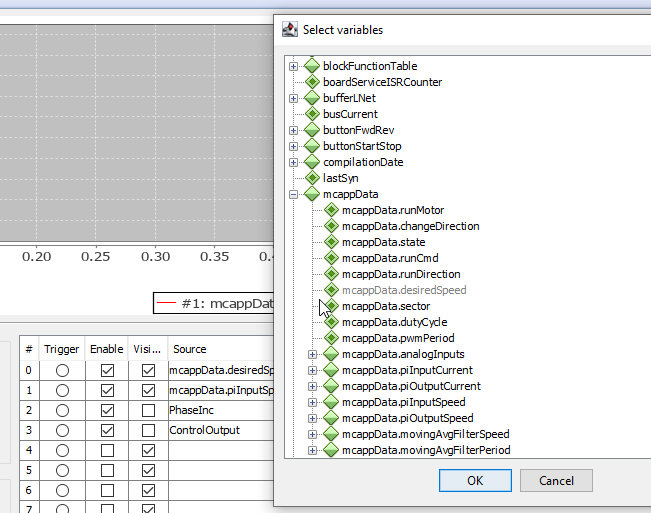 Select variables
blockFunctionTable
boardServiceISRCounter
bufferLNet
busCurrent
buttonFwdRev
buttonStartStop
compilationDate
lastSyn
mcappData
mcappData.runMotor
mcappData.changeDirection
mcappData.state
mcappData.runCmd
mcappData.runDirection
mcappData.desiredSpeed
mcappData.sector
mcappData.dutyCycle
mcappData.pwmPeriod
mcappData.analogInputs
mcappData.piInputCurrent
mcappData.piOutputCurrent
mcappData.piInputSpeed
mcappData.piOutputSpeed
mcappData.movingAvgFilterSpeed
mcappData.movingAvgFilterPeriod
OK Cancel
0.20 0.25 0.30 0.35 0.4
#1: mcappDat
# Trigger Enable Visi... Source
0 mcappData.desiredSp
1 mcappData.piInputSp
2 PhaseInc
3 ControlOutput
4
5
6
7